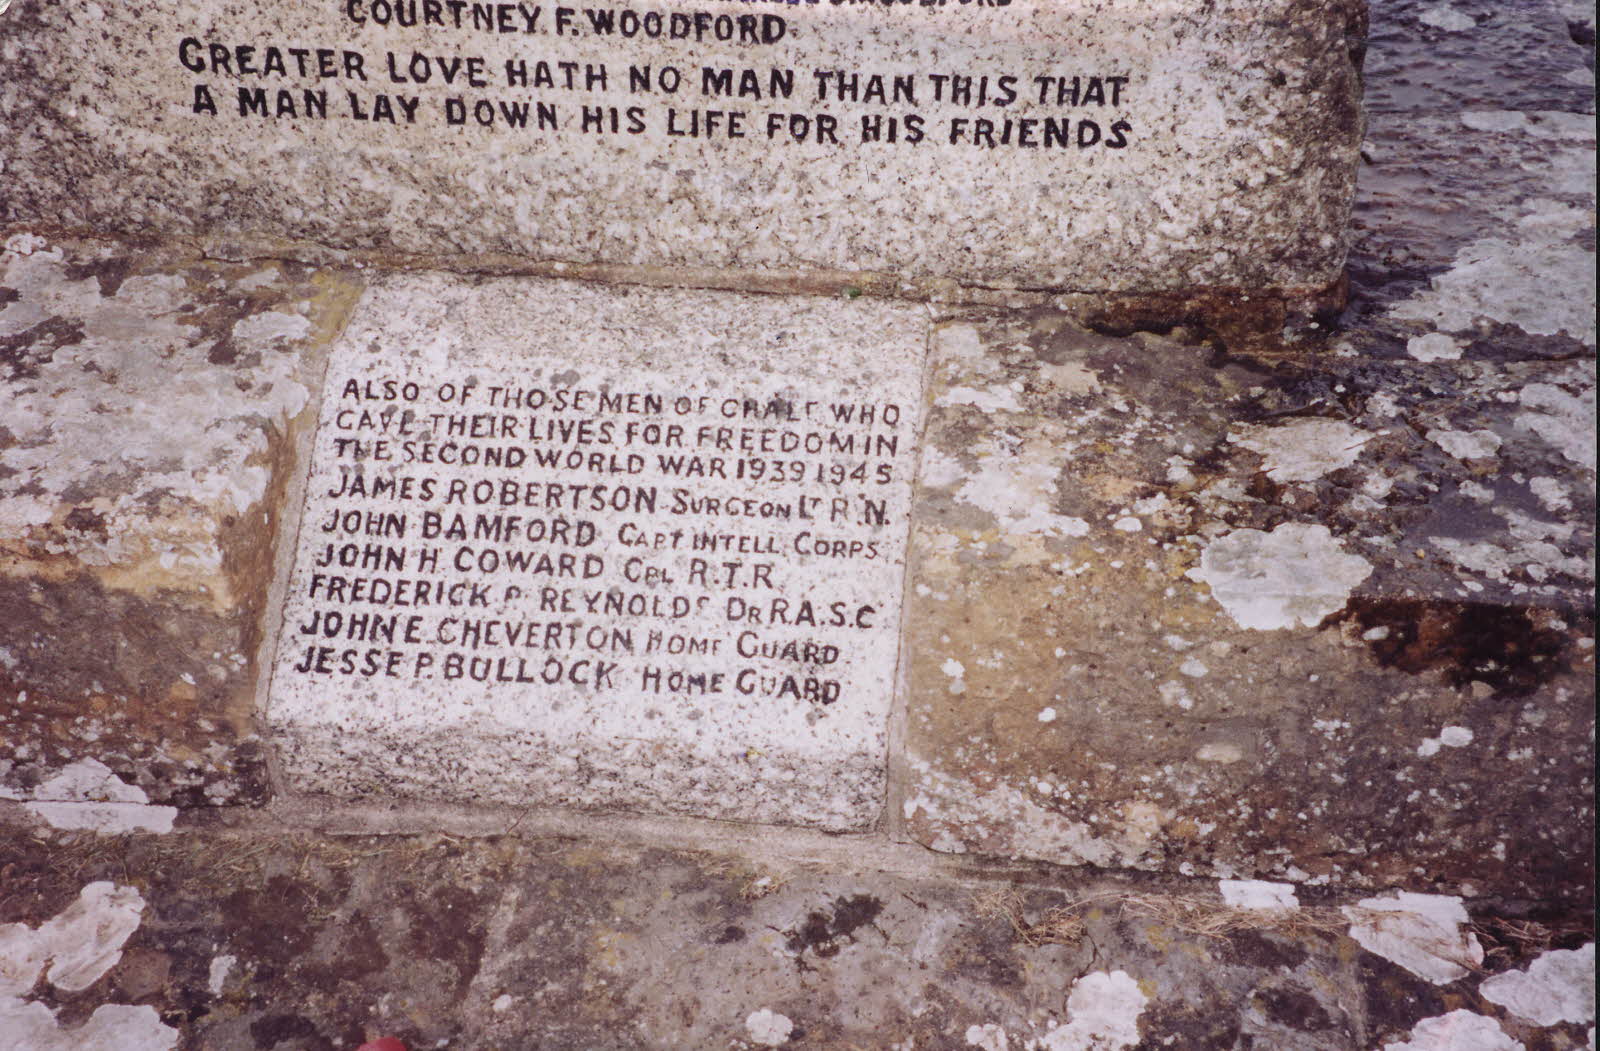 COURTNEY F. WOODFORD
GREATER LOVE HATH NO MAN THAN THIS THAT
A MAN LAY DOWN HIS LIFE FOR HIS FRIENDS
ALSO OF THOSE MEN OF CHALE WHO
GAVE THEIR LIVES FOR FREEDOM IN
THE SECOND WORLD WAR 1939 1945
JAMES ROBERTSON SURGEON LT R.N.
JOHN BAMFORD CAPT INTELL. CORPS
JOHN H COWARD CPL R.T.R.
FREDERICK P. REYNOLDS DR R.A.S.C
JOHN E. CHEVERTON HOME GUARD
JESSE P. BULLOCK HOME GUARD